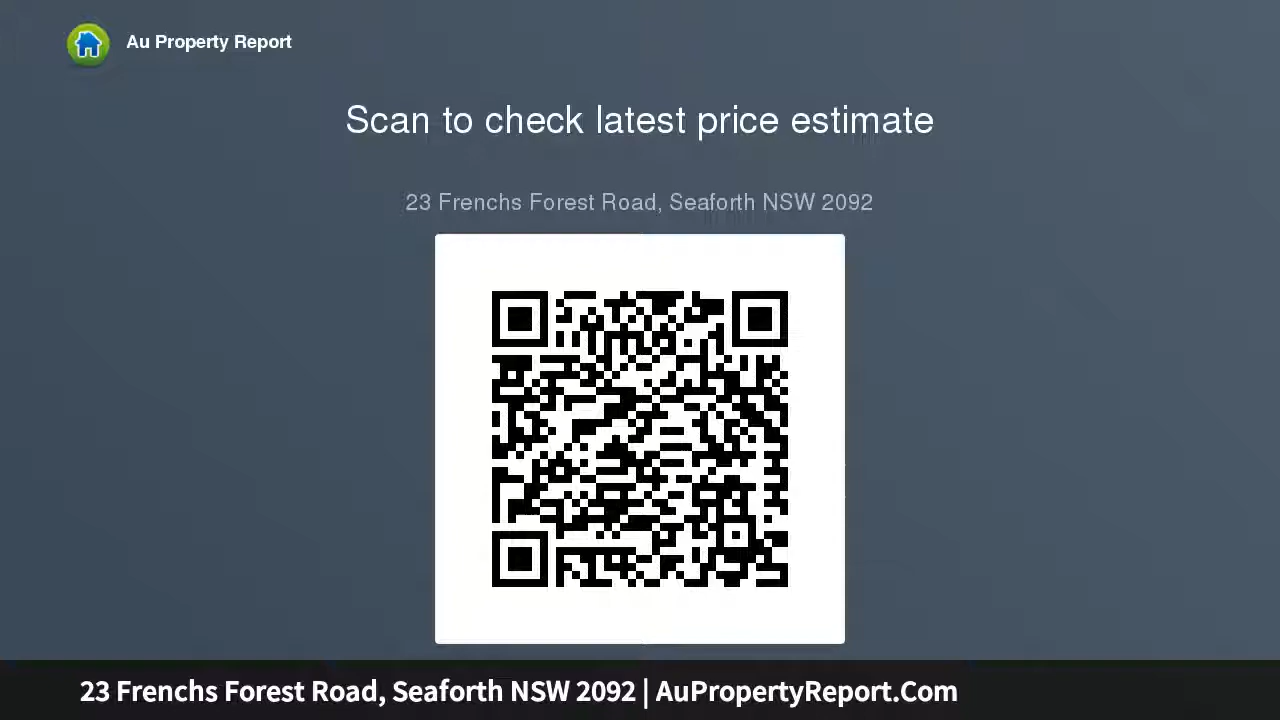 Au Property Report
Scan to check latest price estimate
23 Frenchs Forest Road, Seaforth NSW 2092
23 Frenchs Forest Road, Seaforth NSW 2092 | AuPropertyReport.Com